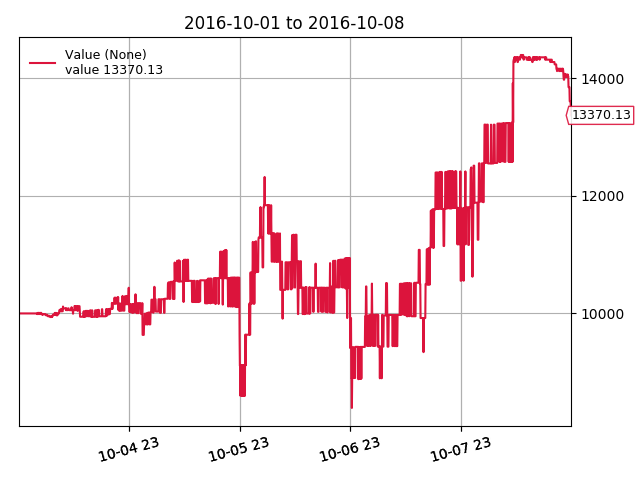 2016-10-01 to 2016-10-08
Value (None)
value 13370.13
14000
13370.13
12000
10000
10-04 23
10-05 23
10-06 23
10-07 23